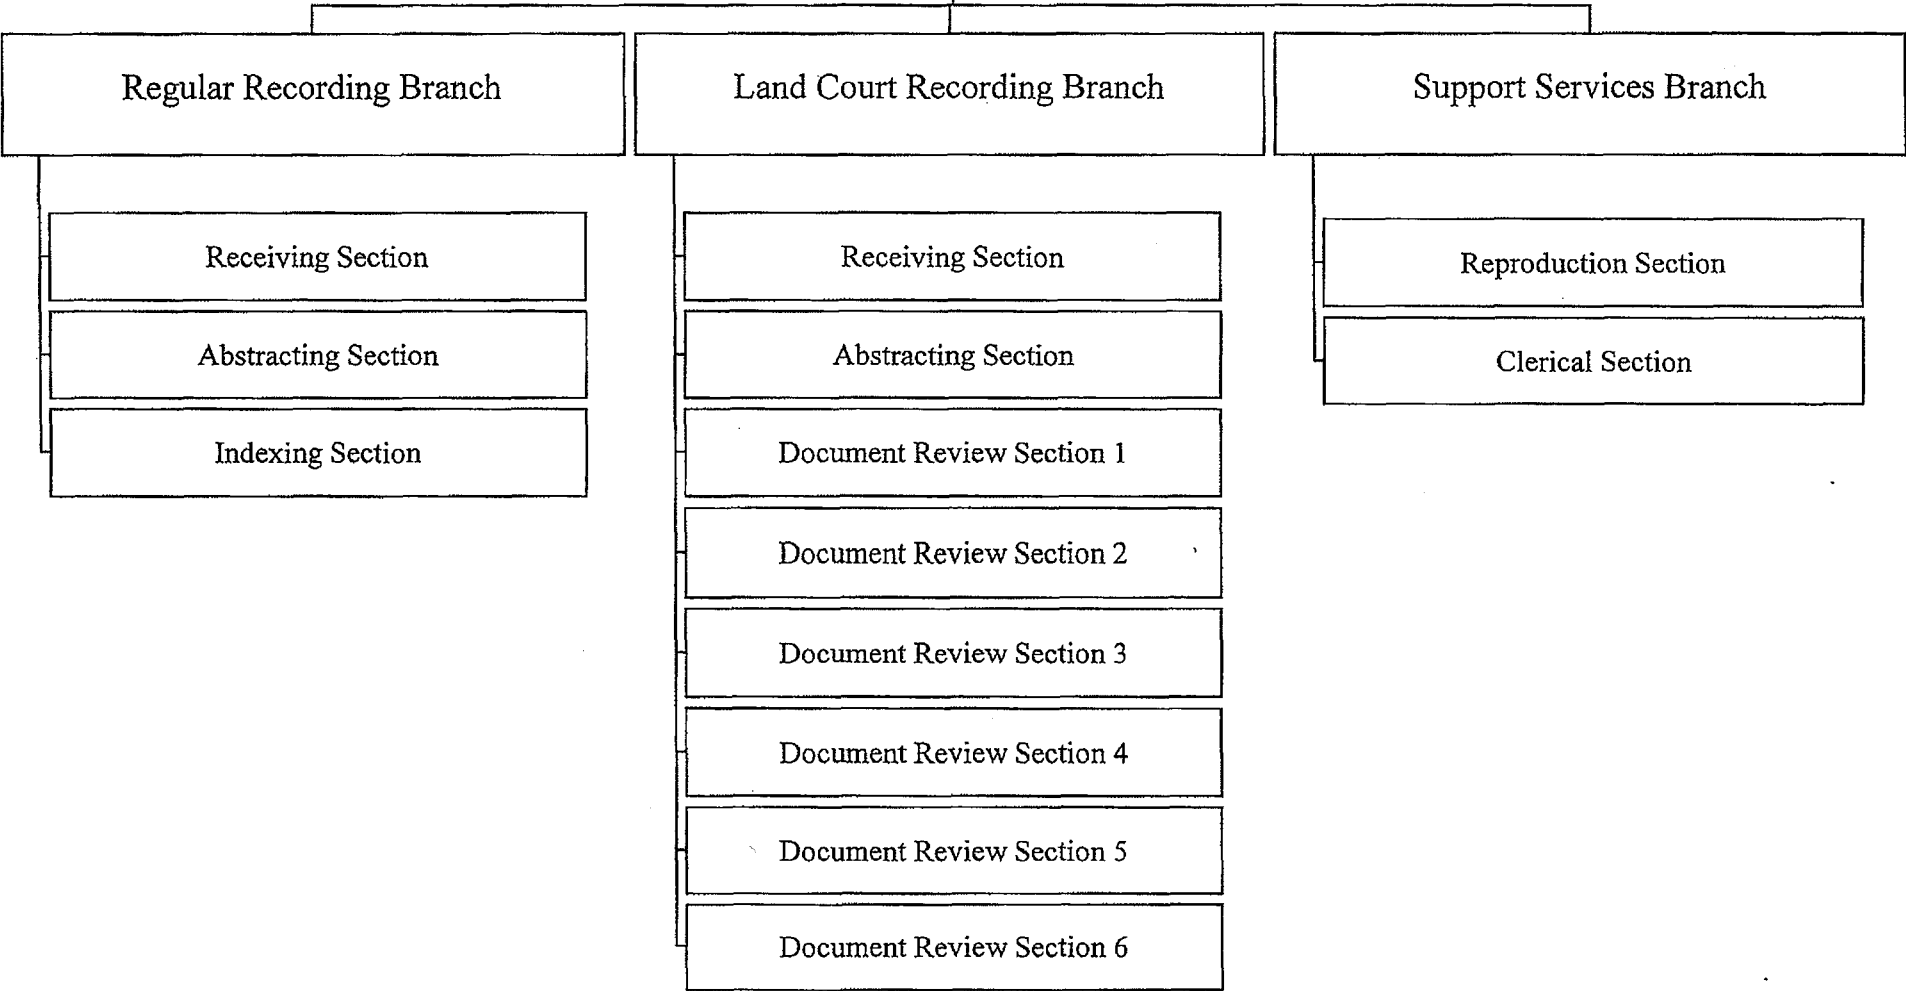 Regular Recording Branch
Receiving Section
Abstracting Section
Indexing Section
Land Court Recording Branch
Receiving Section
Abstracting Section
Document Review Section 1
Document Review Section 2
Document Review Section 3
Document Review Section 4
Document Review Section 5
Document Review Section 6
Support Services Branch
Reproduction Section
Clerical Section